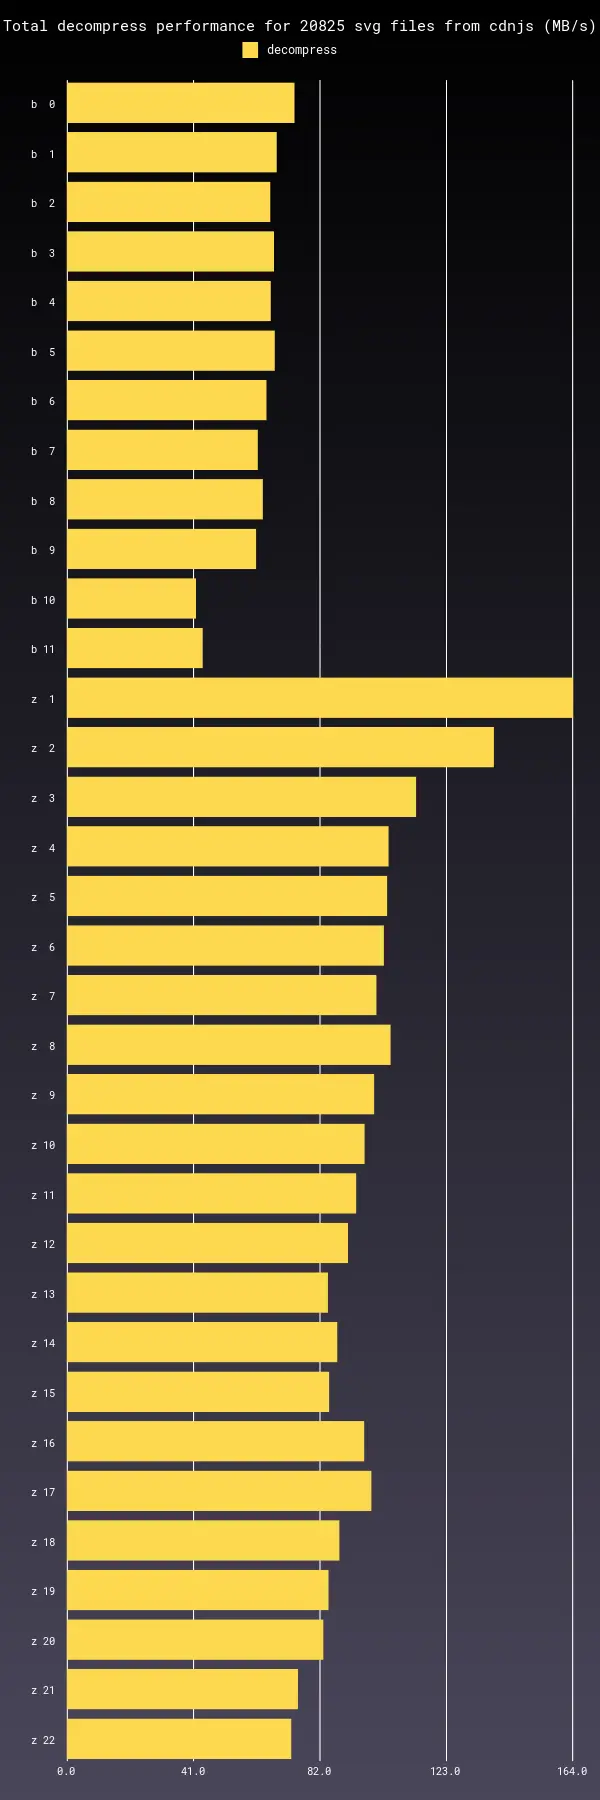 Total decompress performance for 20825 svg files from cdnjs (MB/s)
decompress
b 0
b 1
b 2
b 3
b 4
b 5
b 6
b 7
b 8
b 9
b 10
b 11
z 1
z 2
z 3
z 4
z 5
z 6
z 7
z 8
z 9
z 10
z 11
z 12
z 13
z 14
z 15
z 16
z 17
z 18
z 19
z 20
z 21
z 22
0.0 41.0 82.0 123.0 164.0